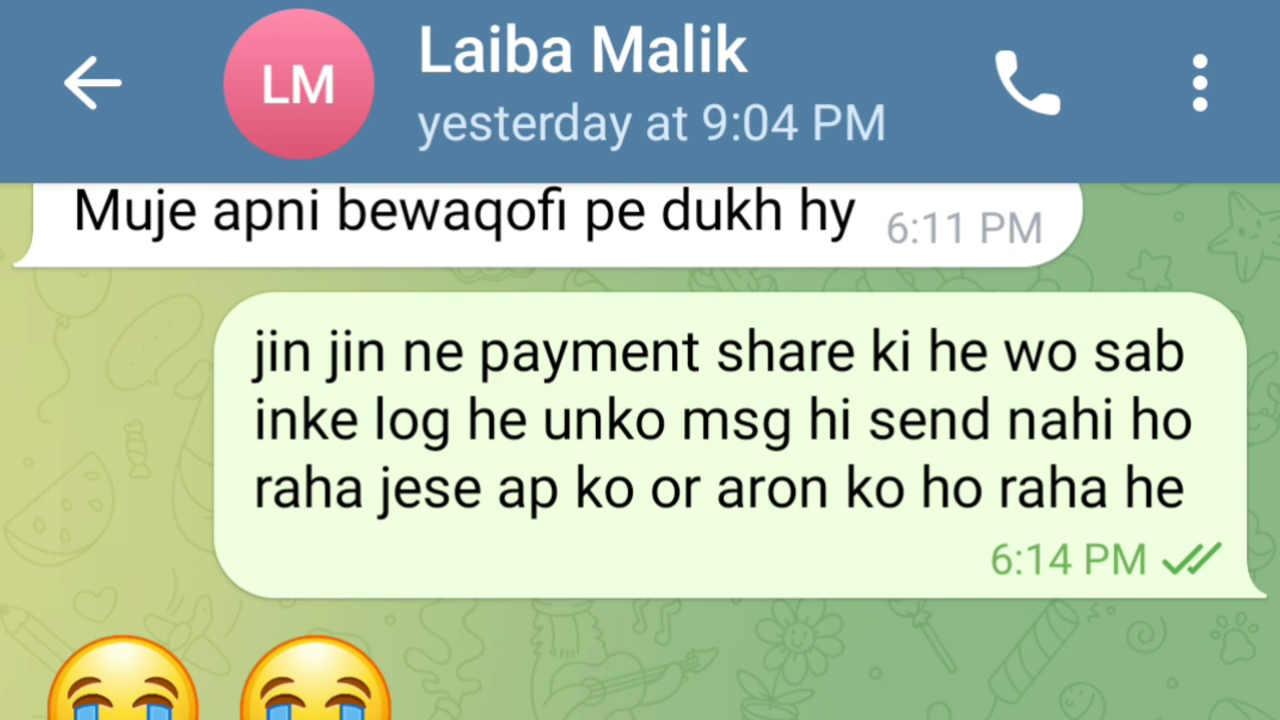 LM
Laiba Malik
yesterday at 9:04 PM
Muje apni bewaqofi pe dukh hy 6:11 PM
jin jin ne payment share ki he wo sab
inke log he unko msg hi send nahi ho
raha jese ap ko or aron ko ho raha he
6:14 PM